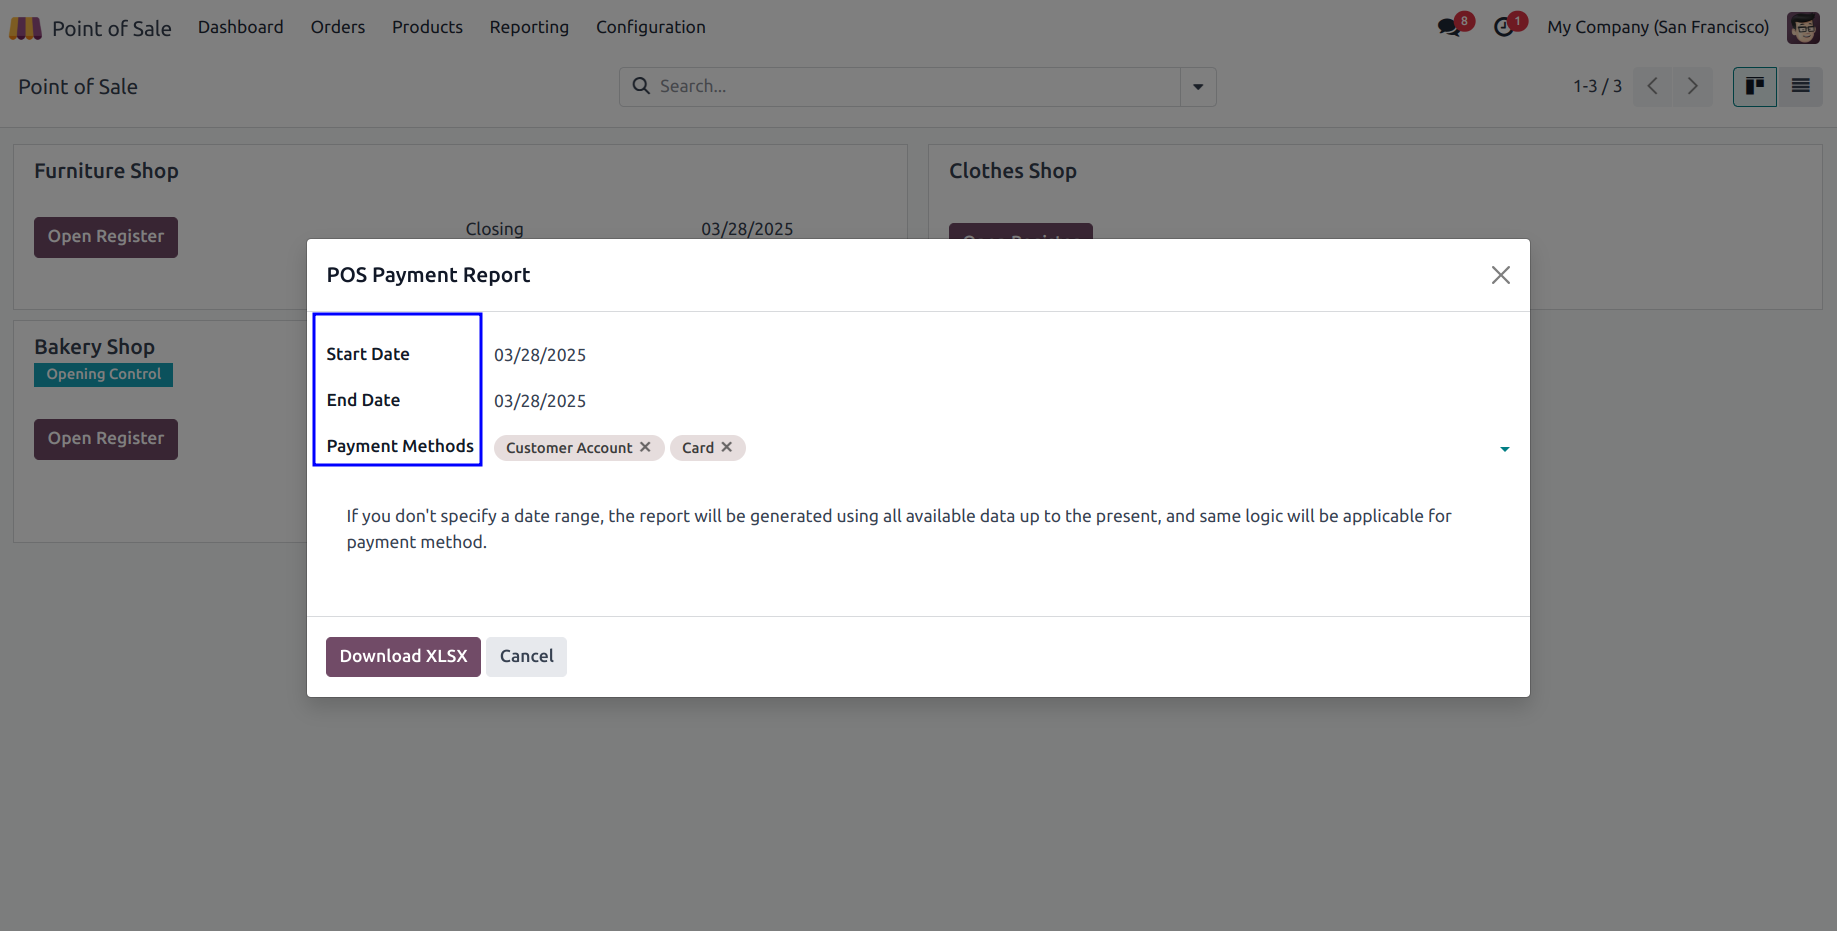 Point of Sale Dashboard Orders Products Reporting Configuration 8 1 My Company (San Francisco)
Point of Sale Search... 1-3 / 3
Furniture Shop Clothes Shop
Open Register Closing 03/28/2025
POS Payment Report
Bakery Shop
Opening Control
Open Register
Start Date 03/28/2025
End Date 03/28/2025
Payment Methods Customer Account Card
If you don't specify a date range, the report will be generated using all available data up to the present, and same logic will be applicable for
payment method.
Download XLSX Cancel